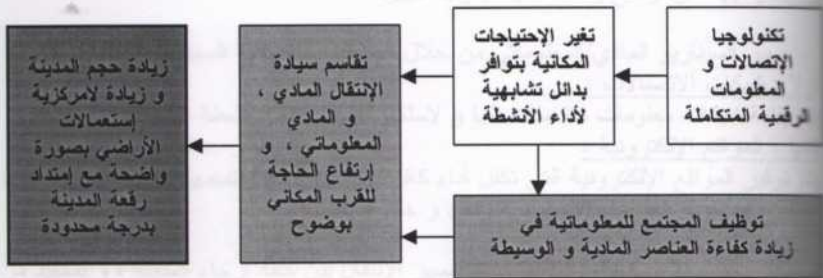 تكنولوجيا
الإتصالات و
المعلومات
الرقمية المتكاملة
تغير الإحتياجات
المكانية بتوافر
بدائل تشابهية
لأداء الأنشطة
تقاسم سيادة
الإنتقال المادي ،
و المادي
المعلوماتي ، و
إرتفاع الحاجة
للقرب المكاني
بوضوح
زيادة حجم المدينة
و زيادة لامركزية
إستعمالات
الأراضي بصورة
واضحة مع إمتداد
رقعة المدينة
بدرجة محدودة
توظيف المجتمع للمعلوماتية في
زيادة كفاءة العناصر المادية و الوسيطة